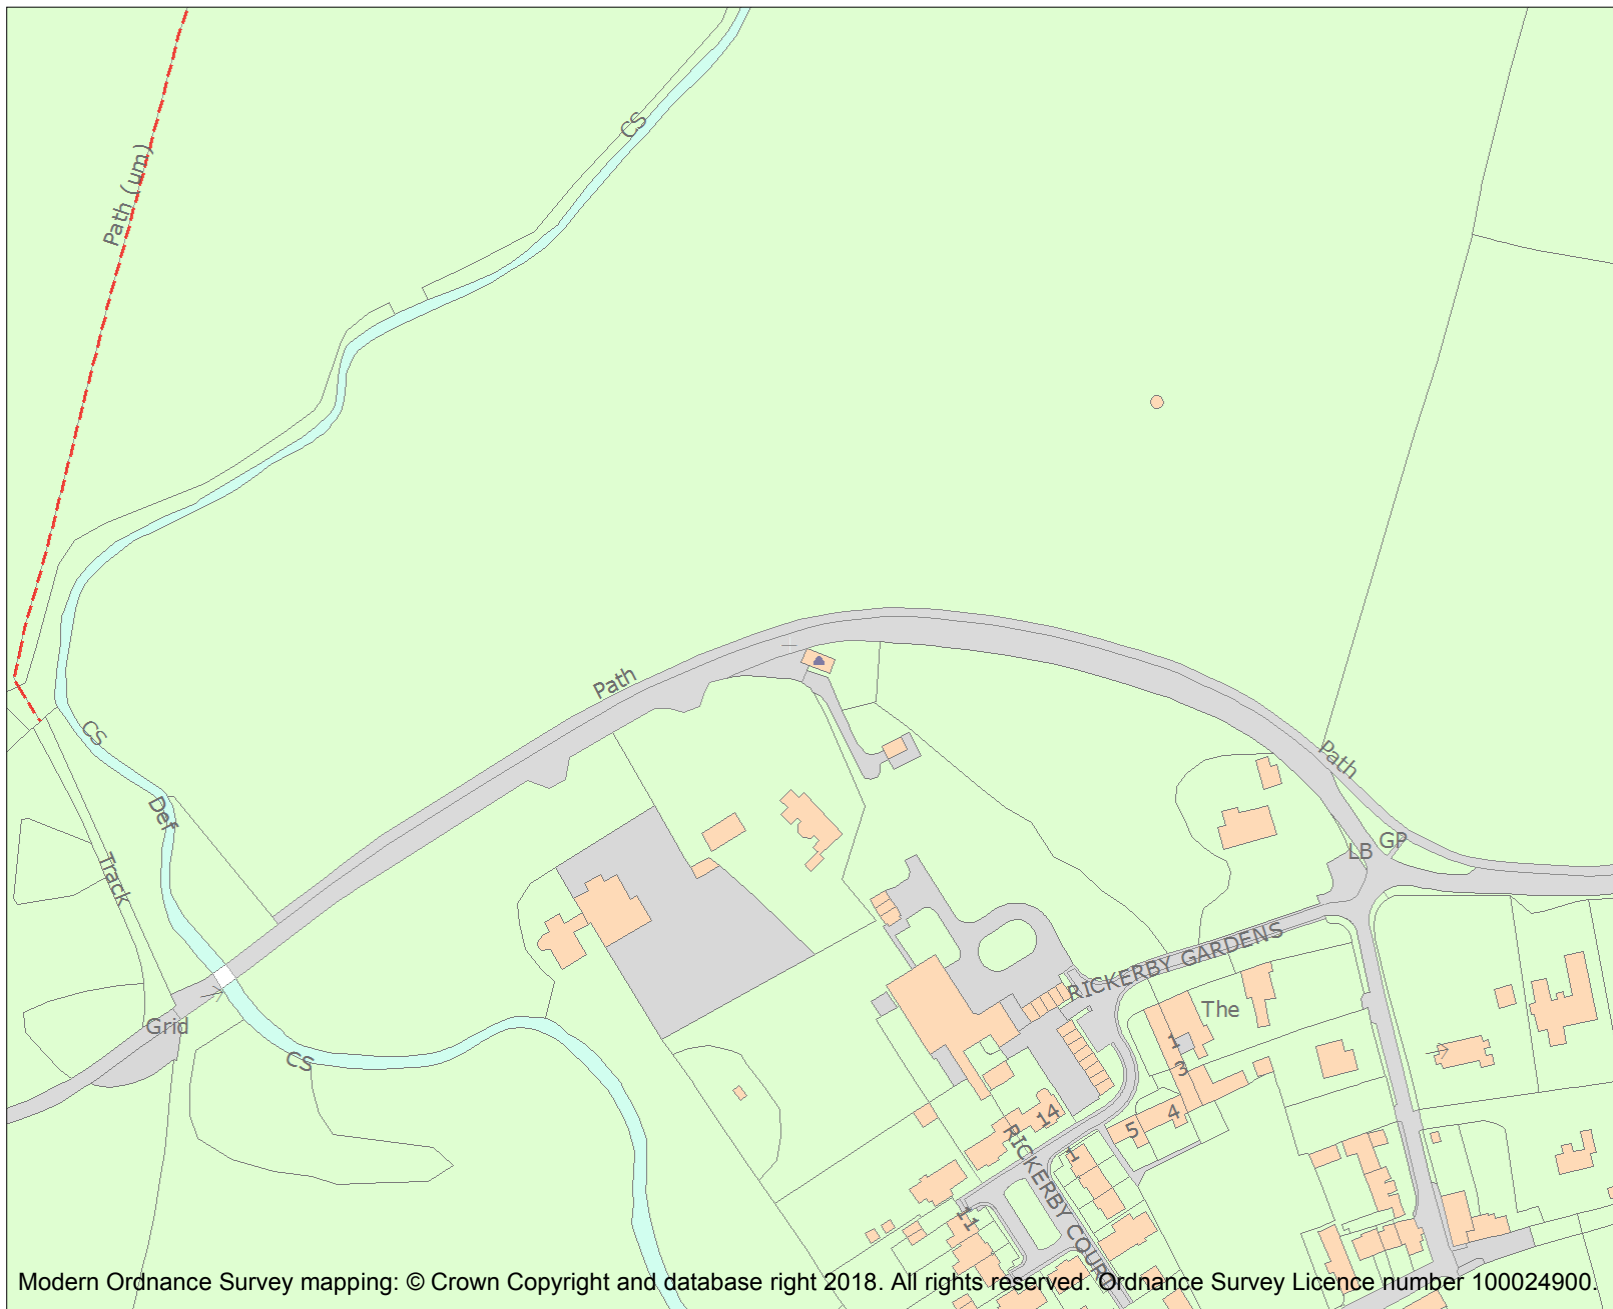 CS
Path (um)
Path
CS
Path
Def
GP
LB
Track
RICKERBY GARDENS
The
Grid
1
CS
3
14
4
5
RICKERBY COUR
1
11
Modern Ordnance Survey mapping: © Crown Copyright and database right 2018. All rights reserved. Ordnance Survey Licence number 100024900.